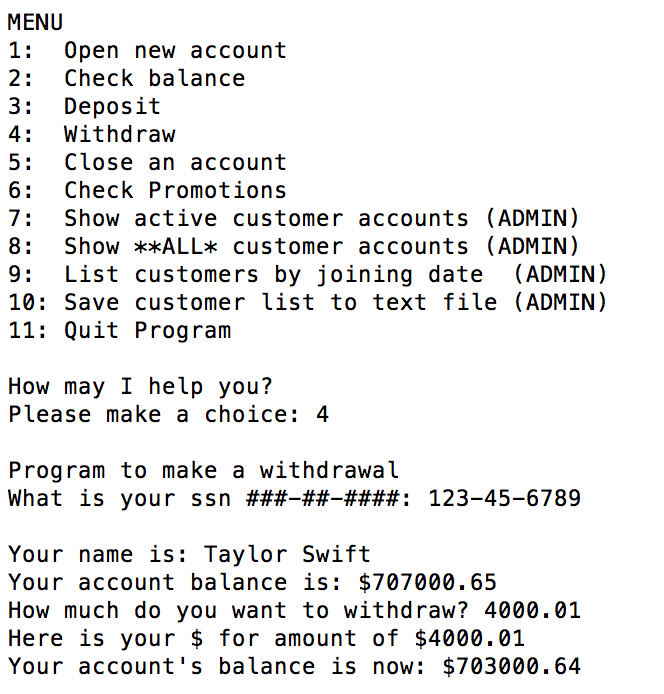 MENU
1:  Open new account
2:  Check balance
3:  Deposit
4:  Withdraw
5:  Close an account
6:  Check Promotions
7:  Show active customer accounts (ADMIN)
8:  Show **ALL* customer accounts (ADMIN)
9:  List customers by joining date  (ADMIN)
10: Save customer list to text file (ADMIN)
11: Quit Program
How may I help you?
Please make a choice: 4
Program to make a withdrawal
What is your ssn ###-##-####: 123-45-6789
Your name is: Taylor Swift
Your account balance is: $707000.65
How much do you want to withdraw? 4000.01
Here is your $ for amount of $4000.01
Your account's balance is now: $703000.64